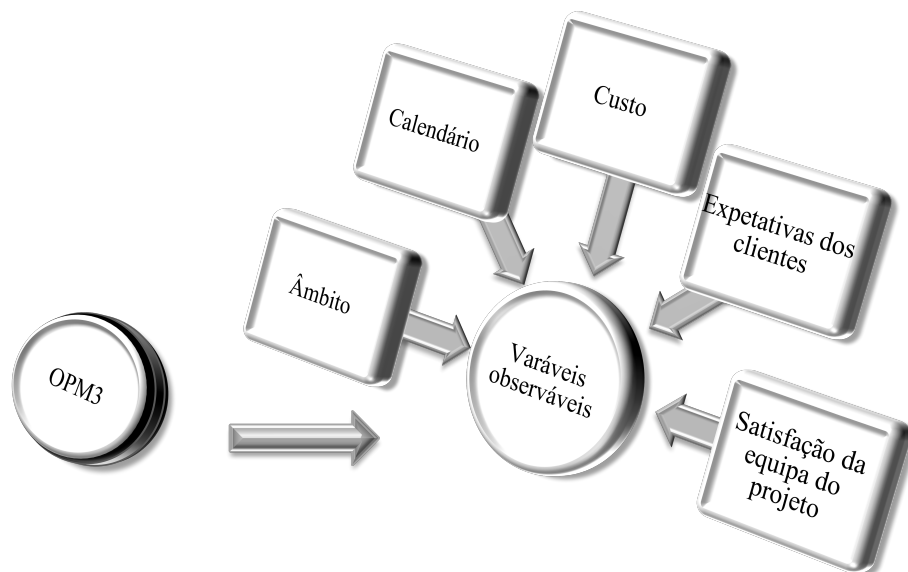 OPM3
Âmbito
Calendário
Custo
Expetativas dos
clientes
Satisfação da
equipa do
projeto
Varáveis
observáveis